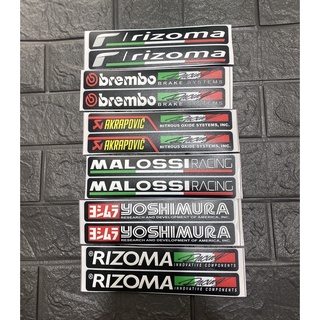 rizoma
rizoma
brembo BRAKE SYSTEMS
brembo BRAKE SYSTEMS
AKRAPOVIČ NITROUS OXIDE SYSTEMS, INC.
AKRAPOVIČ NITROUS OXIDE SYSTEMS, INC.
MALOSSI RACING
MALOSSI RACING
ヨシムラ YOSHIMURA
RESEARCH AND DEVELOPMENT OF AMERICA, INC.
ヨシムラ YOSHIMURA
RESEARCH AND DEVELOPMENT OF AMERICA, INC.
®RIZOMA INNOVATIVE COMPONENTS
®RIZOMA INNOVATIVE COMPONENTS